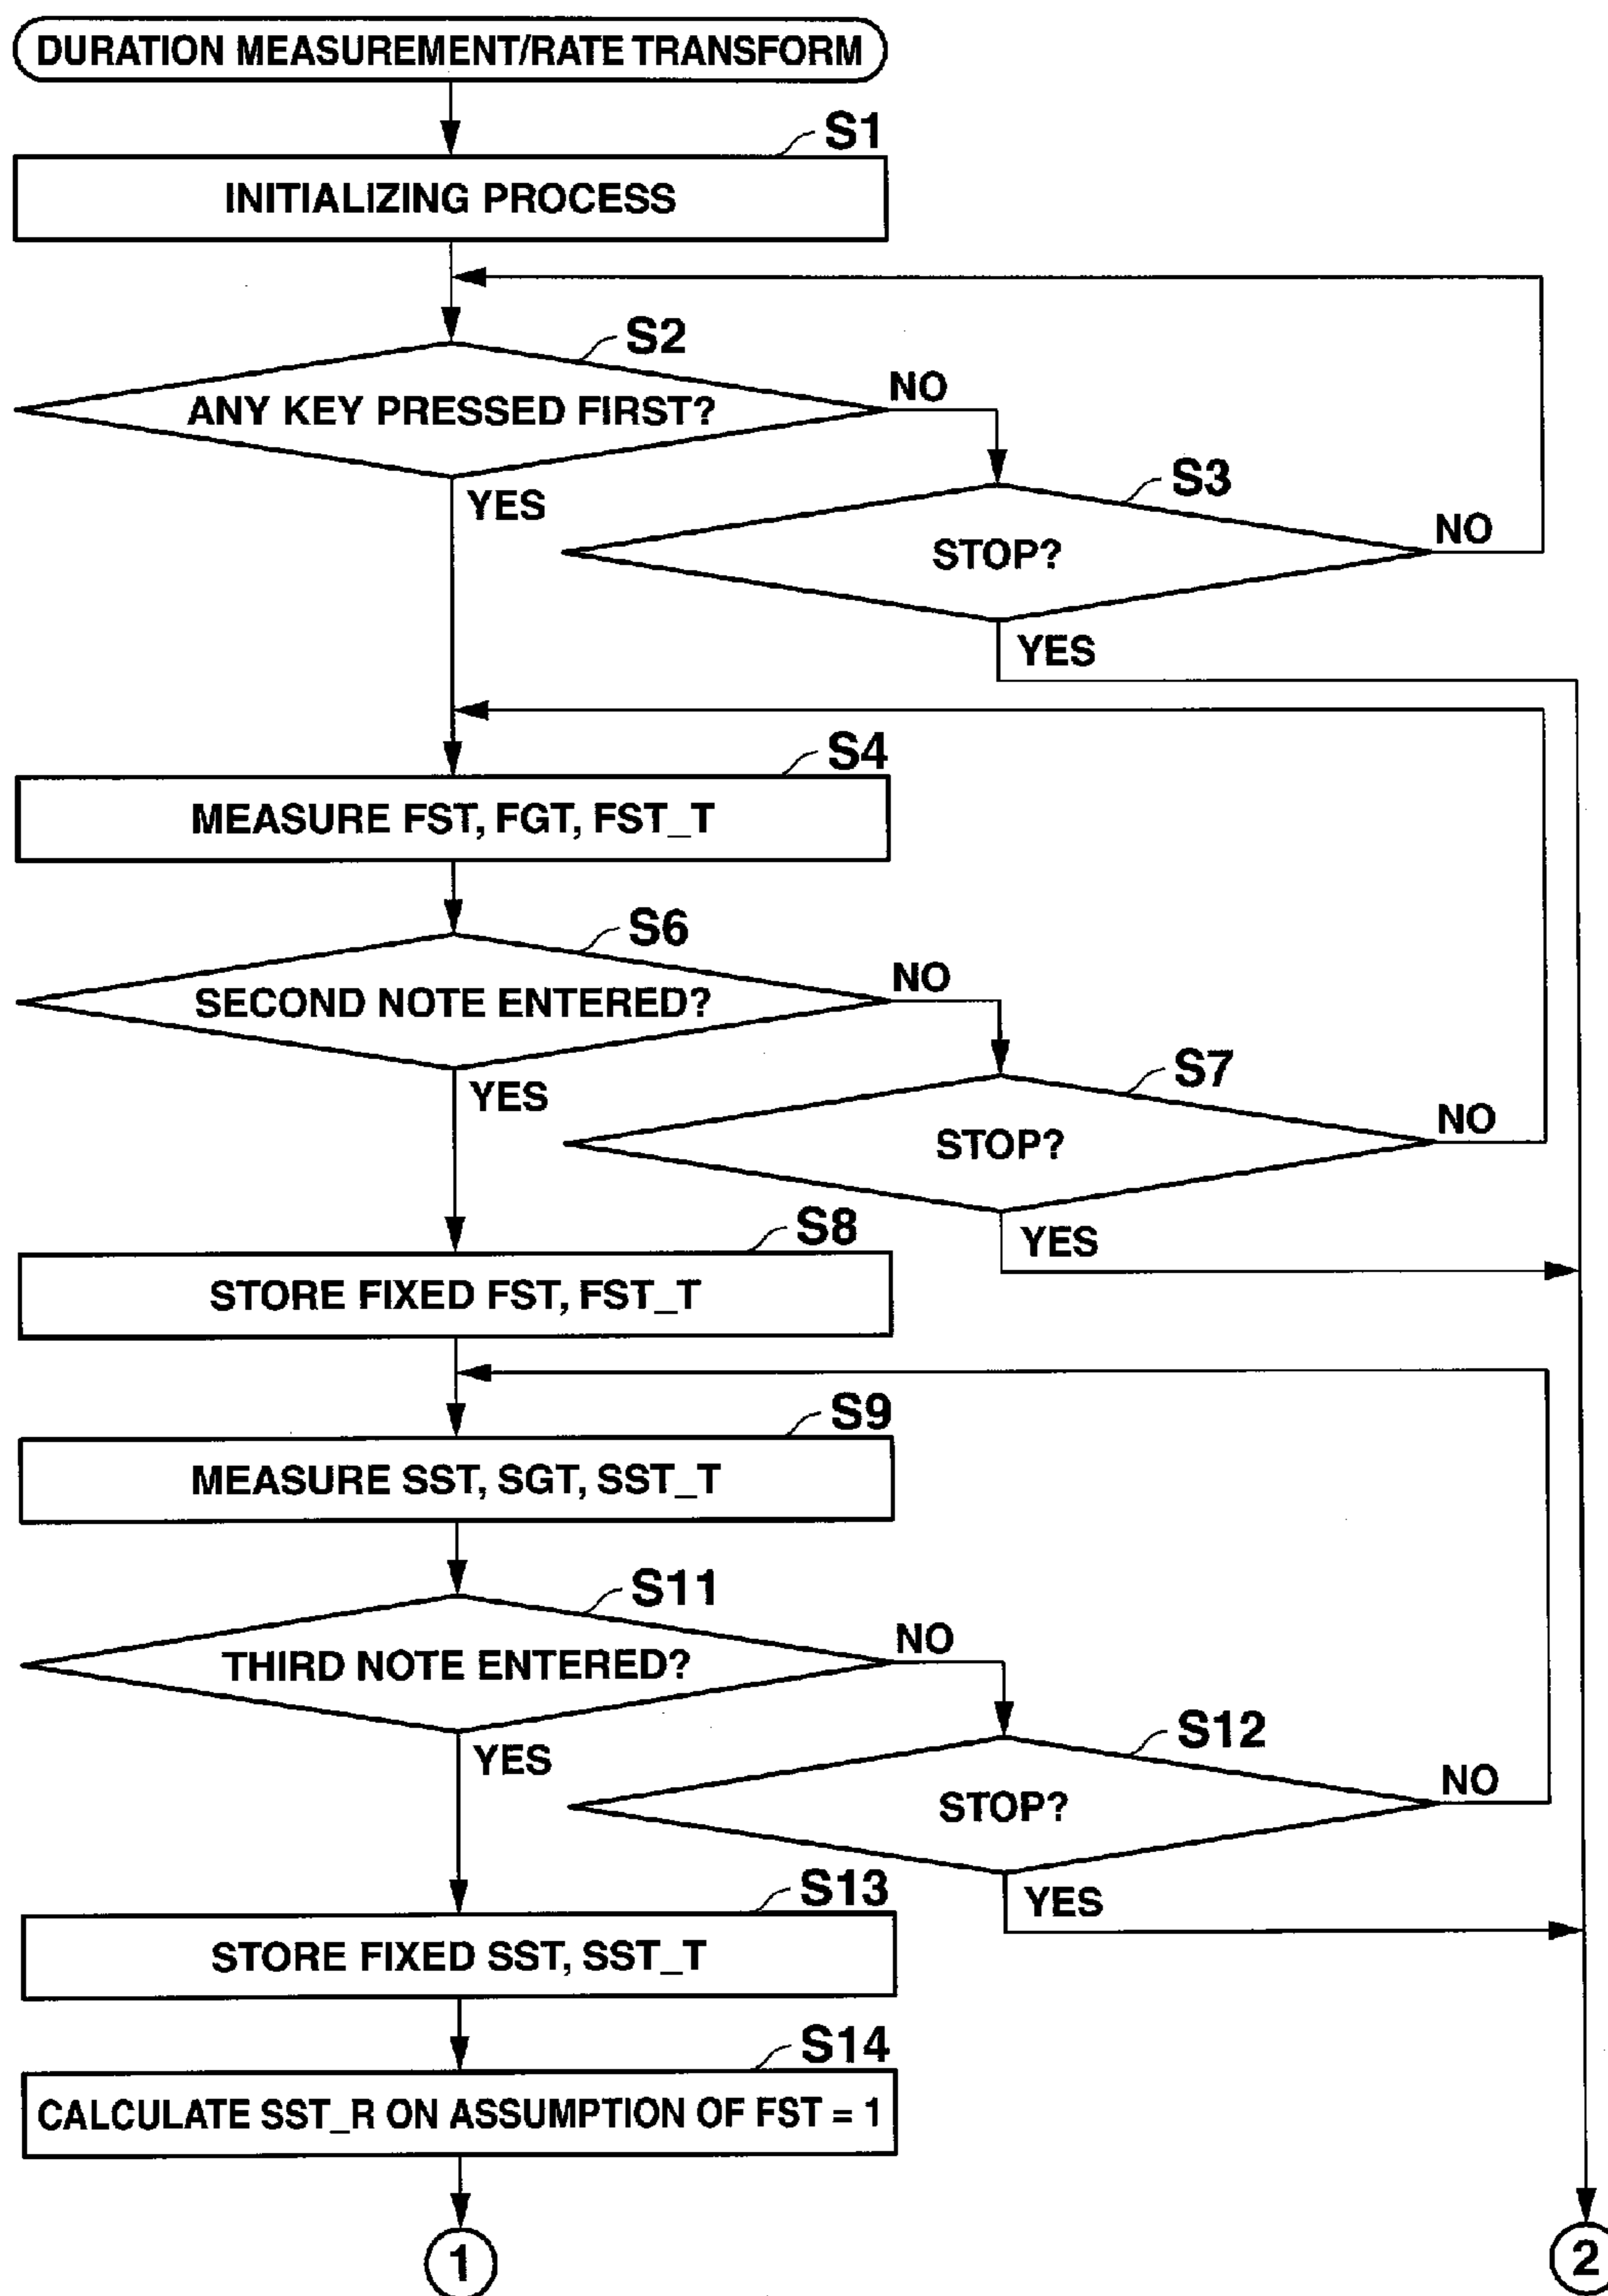 DURATION MEASUREMENT/RATE TRANSFORM
S1
INITIALIZING PROCESS
S2
ANY KEY PRESSED FIRST?
NO
YES
S3
STOP?
NO
YES
S4
MEASURE FST, FGT, FST_T
S6
SECOND NOTE ENTERED?
NO
YES
S7
STOP?
NO
YES
S8
STORE FIXED FST, FST_T
S9
MEASURE SST, SGT, SST_T
S11
THIRD NOTE ENTERED?
NO
YES
S12
STOP?
NO
YES
S13
STORE FIXED SST, SST_T
S14
CALCULATE SST_R ON ASSUMPTION OF FST = 1
1
2